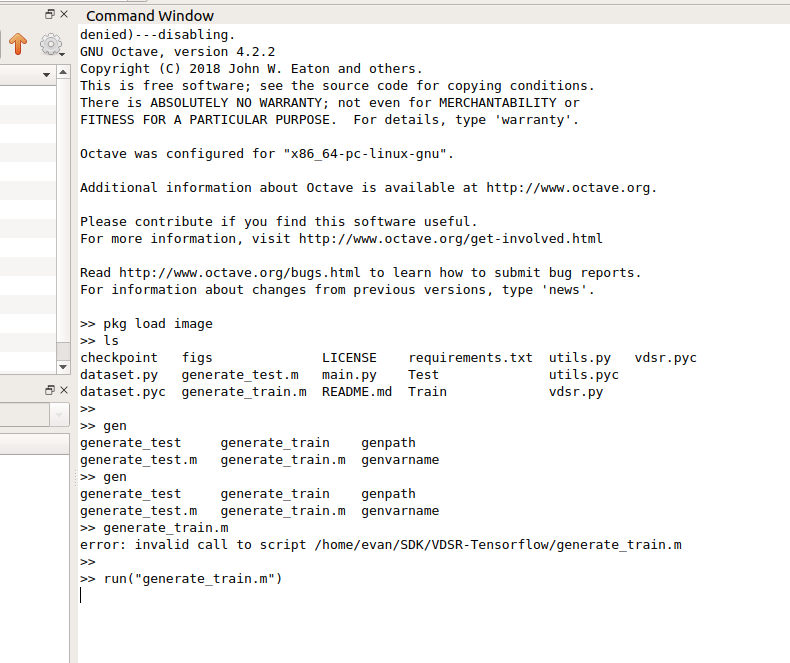 Command Window
denied)---disabling.
GNU Octave, version 4.2.2
Copyright (C) 2018 John W. Eaton and others.
This is free software; see the source code for copying conditions.
There is ABSOLUTELY NO WARRANTY; not even for MERCHANTABILITY or
FITNESS FOR A PARTICULAR PURPOSE.  For details, type 'warranty'.
Octave was configured for "x86_64-pc-linux-gnu".
Additional information about Octave is available at http://www.octave.org.
Please contribute if you find this software useful.
For more information, visit http://www.octave.org/get-involved.html
Read http://www.octave.org/bugs.html to learn how to submit bug reports.
For information about changes from previous versions, type 'news'.
>> pkg load image
>> ls
checkpoint   figs              LICENSE    requirements.txt  utils.py   vdsr.pyc
dataset.py   generate_test.m   main.py    Test              utils.pyc
dataset.pyc  generate_train.m  README.md  Train             vdsr.py
>>
>> gen
generate_test     generate_train    genpath
generate_test.m   generate_train.m  genvarname
>> gen
generate_test     generate_train    genpath
generate_test.m   generate_train.m  genvarname
>> generate_train.m
error: invalid call to script /home/evan/SDK/VDSR-Tensorflow/generate_train.m
>>
>> run("generate_train.m")